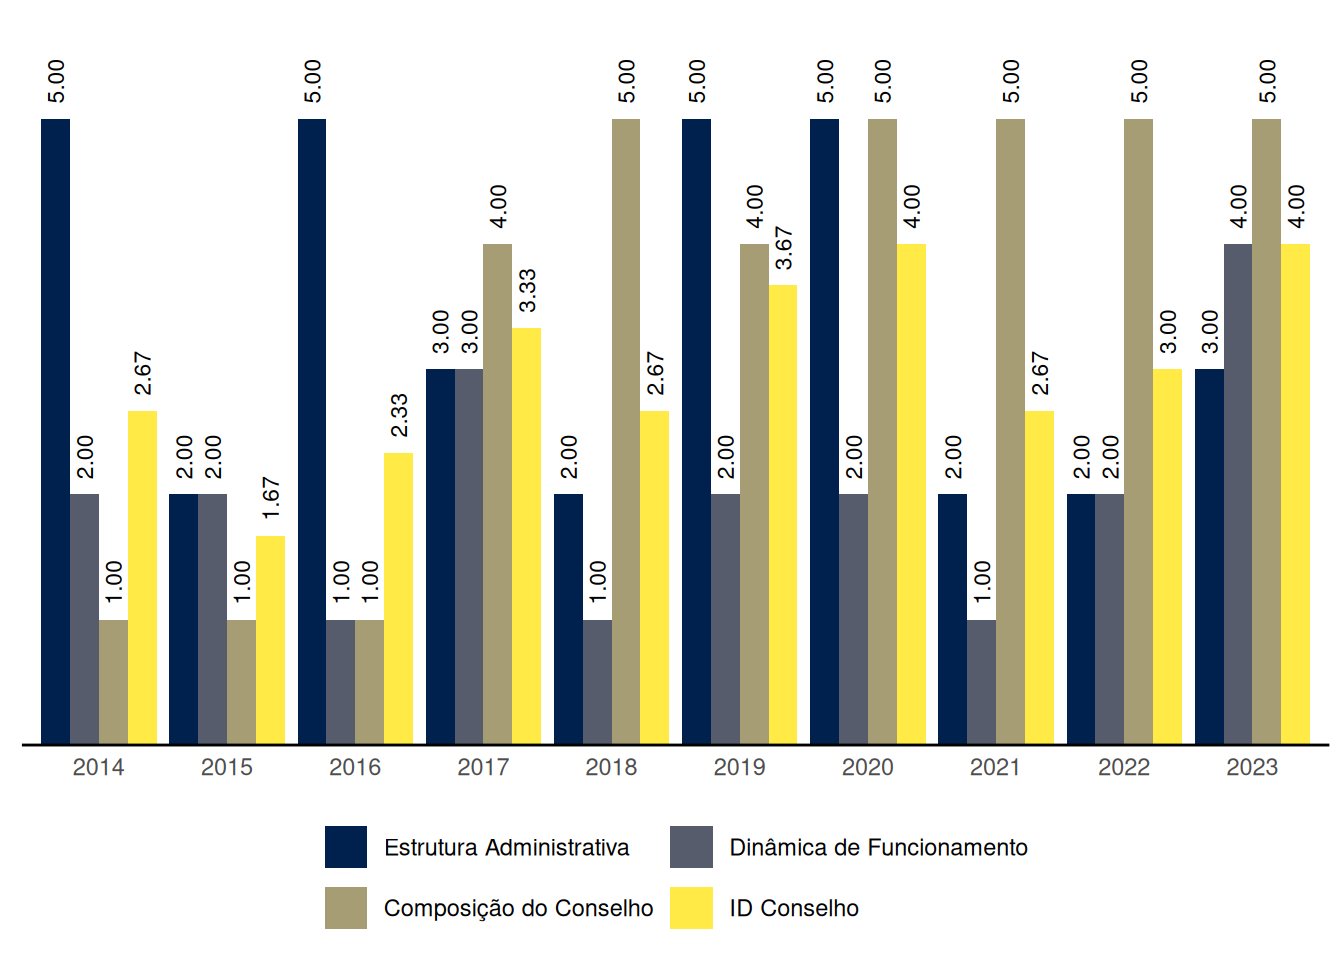 5.00 2.00 1.00 2.67 2.00 2.00 1.00 1.67 5.00 1.00 1.00 2.33 3.00 3.00 4.00 3.33 2.00 1.00 5.00 2.67 5.00 2.00 4.00 3.67 5.00 2.00 5.00 4.00 2.00 1.00 5.00 2.67 2.00 2.00 5.00 3.00 3.00 4.00 5.00 4.00
2014 2015 2016 2017 2018 2019 2020 2021 2022 2023
Estrutura Administrativa Dinâmica de Funcionamento
Composição do Conselho ID Conselho